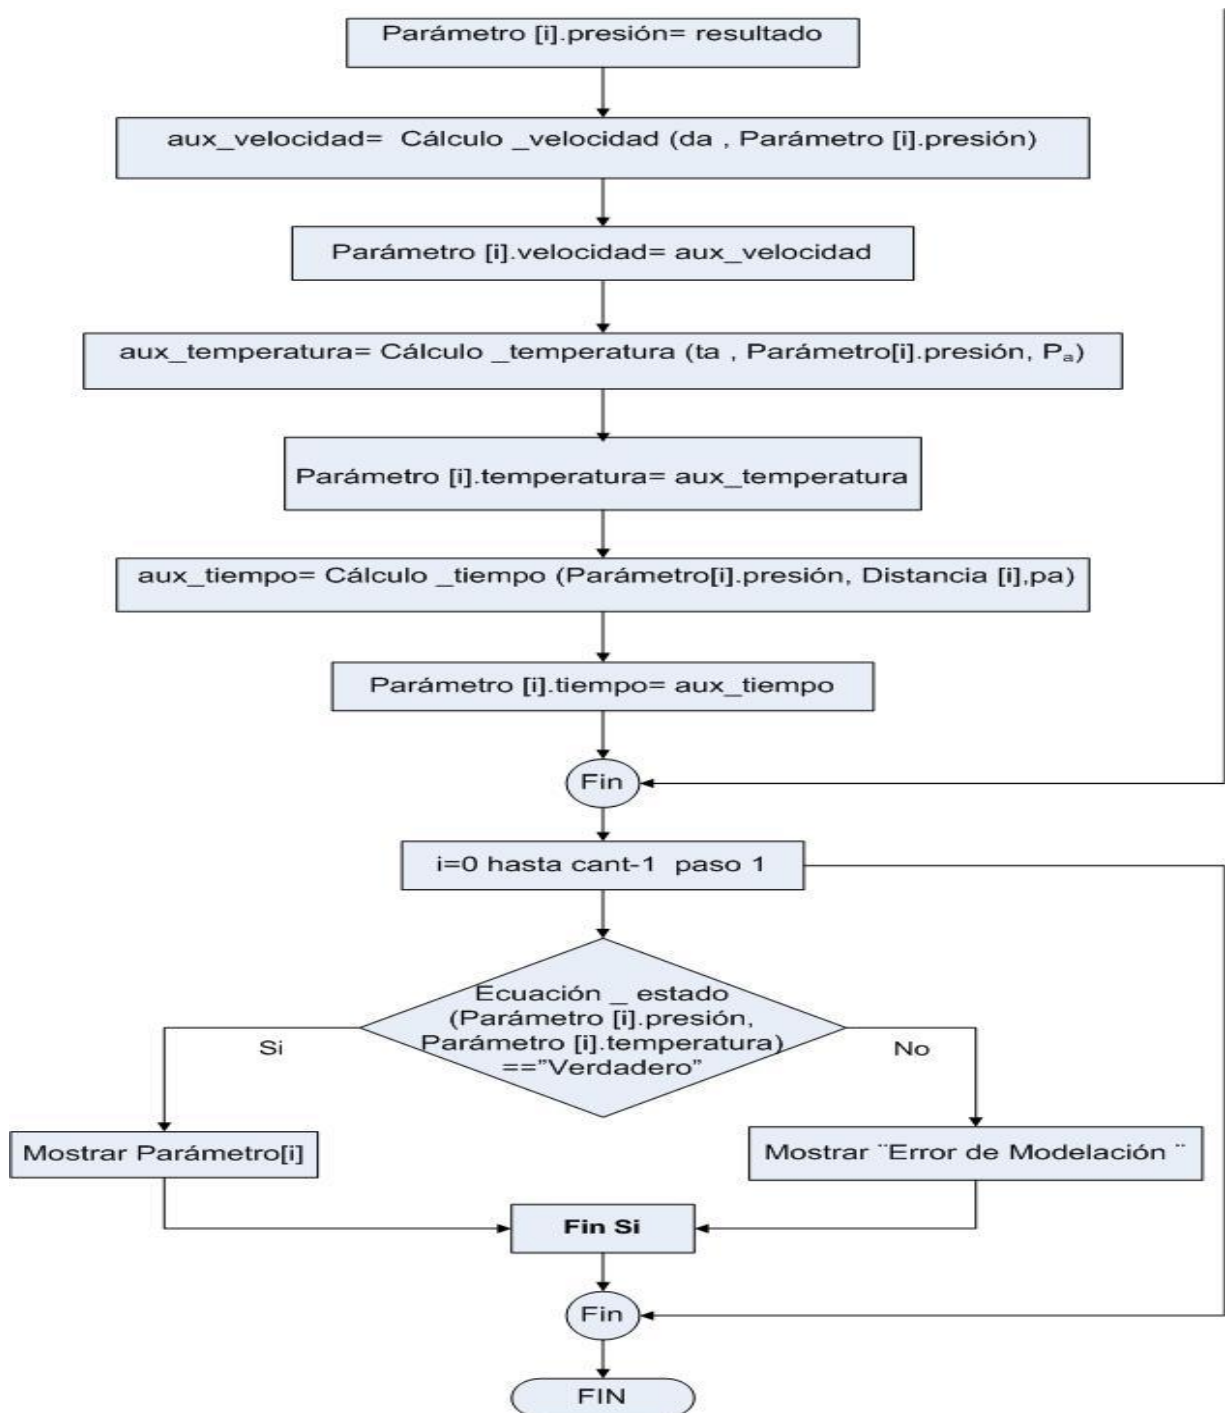 Parámetro [i].presión= resultado
aux_velocidad=  Cálculo _velocidad (da , Parámetro [i].presión)
Parámetro [i].velocidad= aux_velocidad
aux_temperatura= Cálculo _temperatura (ta , Parámetro[i].presión, Pₐ)
Parámetro [i].temperatura= aux_temperatura
aux_tiempo= Cálculo _tiempo (Parámetro[i].presión, Distancia [i],pa)
Parámetro [i].tiempo= aux_tiempo
Fin
i=0 hasta cant-1  paso 1
Ecuación _ estado
(Parámetro [i].presión,
Parámetro [i].temperatura)
==”Verdadero”
Si
No
Mostrar Parámetro[i]
Mostrar ¨Error de Modelación ¨
Fin Si
Fin
FIN